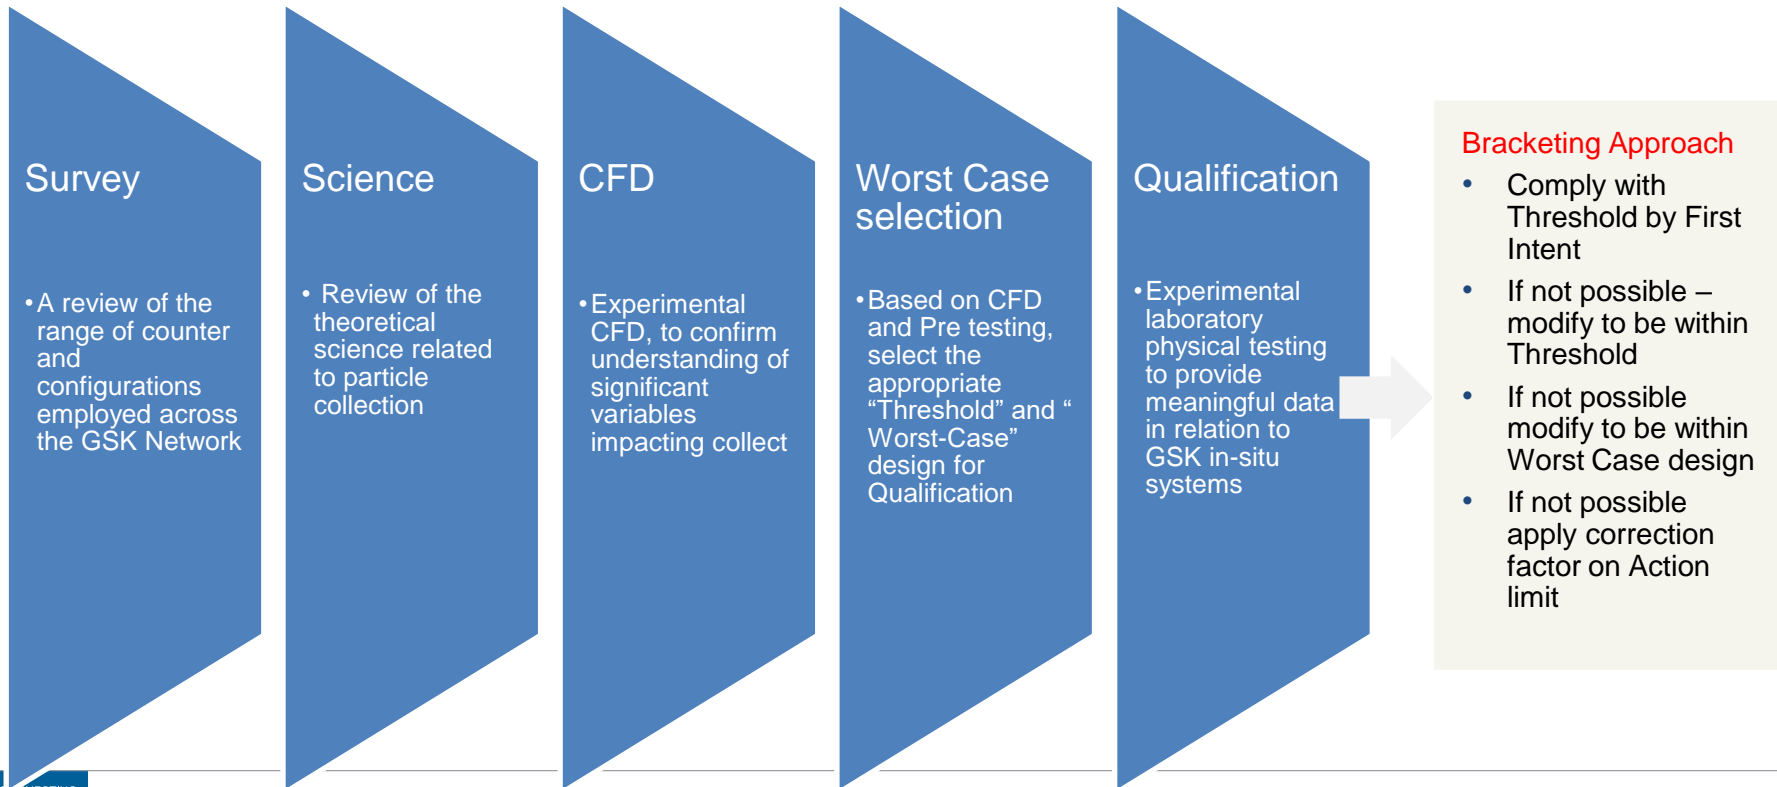 Survey
•A review of the
range of counter
and
configurations
employed across
the GSK Network
Science
• Review of the
theoretical
science related
to particle
collection
CFD
•Experimental
CFD, to confirm
understanding of
significant
variables
impacting collect
Worst Case
selection
•Based on CFD
and Pre testing,
select the
appropriate
“Threshold” and “
Worst-Case”
design for
Qualification
Qualification
•Experimental
laboratory
physical testing
to provide
meaningful data
in relation to
GSK in-situ
systems
Bracketing Approach
• Comply with
Threshold by First
Intent
• If not possible –
modify to be within
Threshold
• If not possible
modify to be within
Worst Case design
• If not possible
apply correction
factor on Action
limit